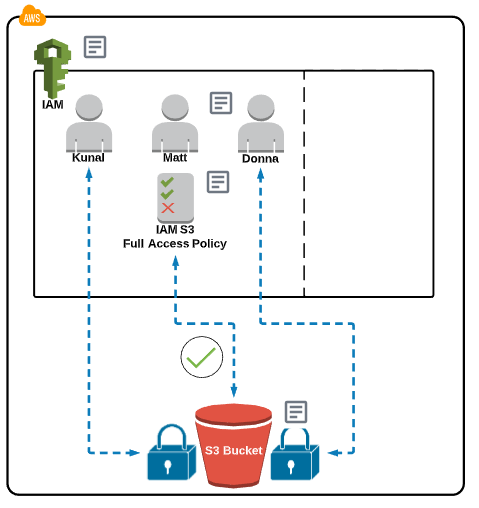 AWS
IAM
Kunal
Matt
Donna
IAM S3
Full Access Policy
S3 Bucket